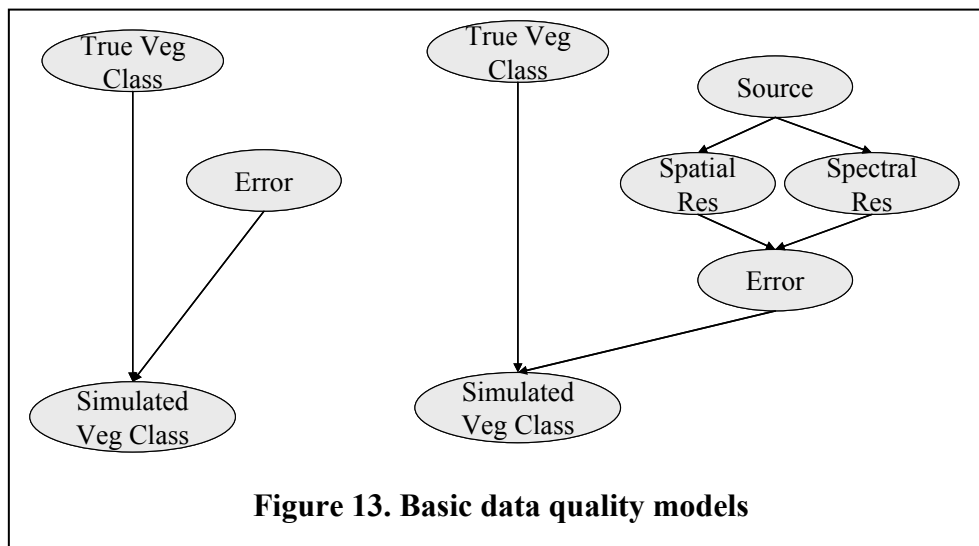 True Veg
Class
Error
Simulated
Veg Class
True Veg
Class
Source
Spatial
Res
Spectral
Res
Error
Simulated
Veg Class
Figure 13. Basic data quality models